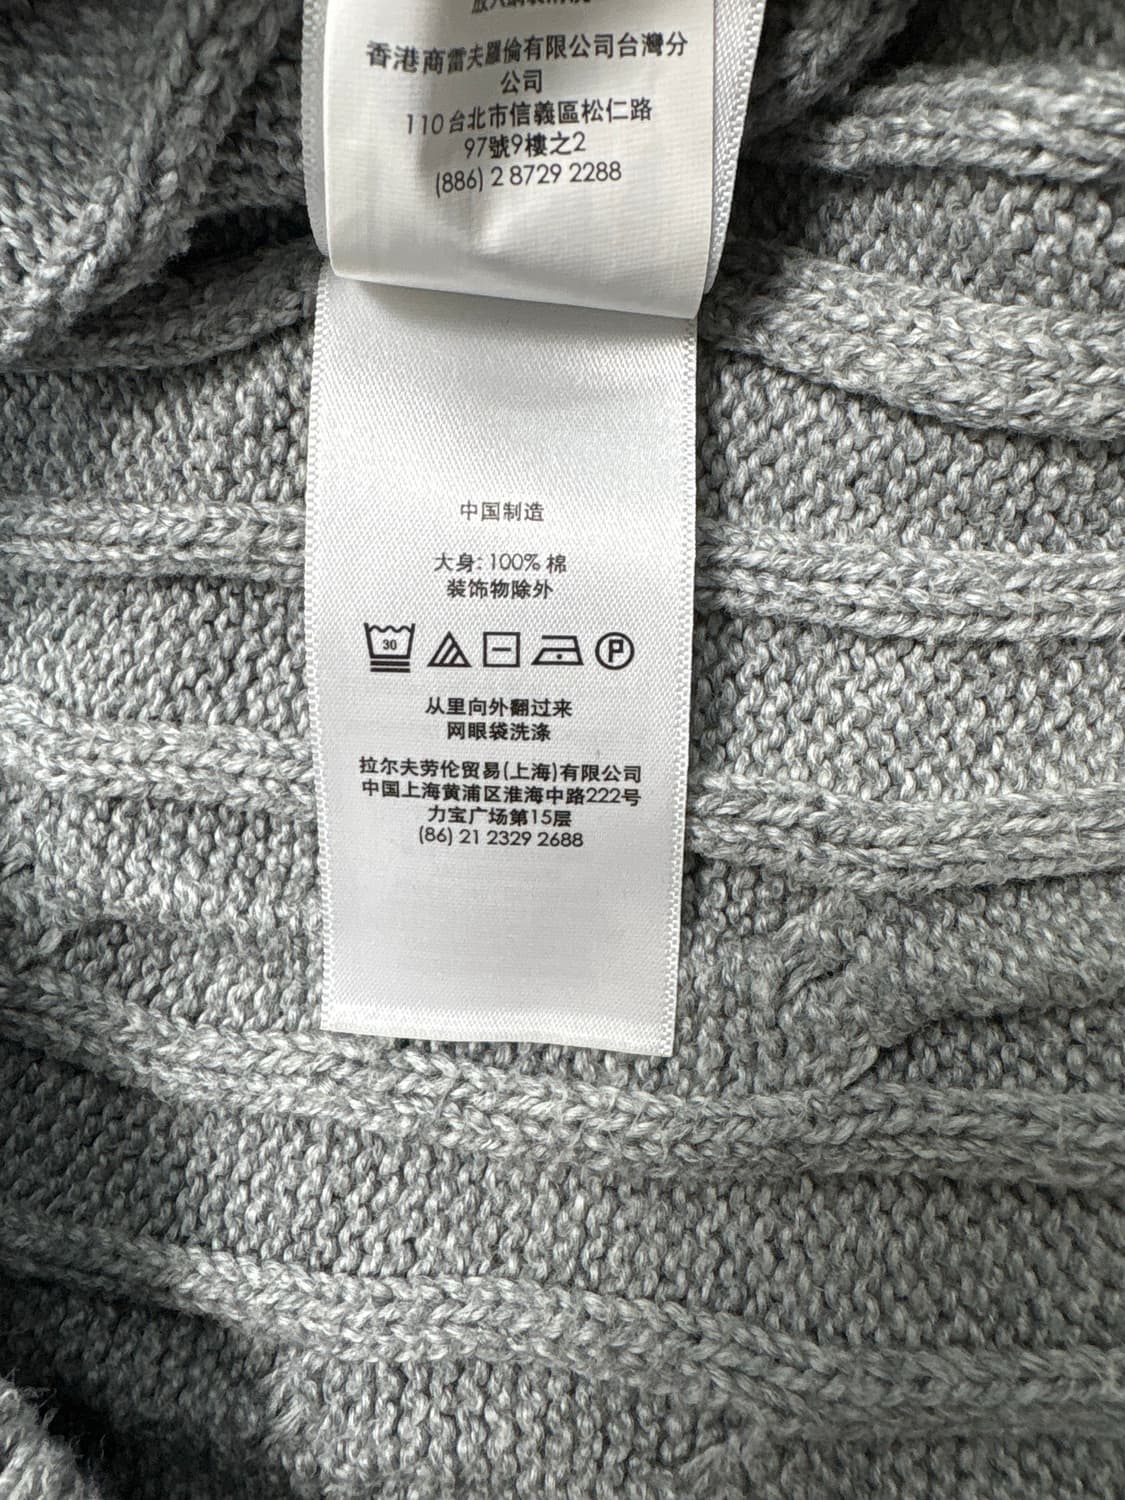 香港商雷夫羅倫有限公司台灣分
公司
110台北市信義區松仁路
97號9樓之2
(886) 2 8729 2288
中国制造
大身: 100% 棉
装饰物除外
30
P
从里向外翻过来
网眼袋洗涤
拉尔夫劳伦贸易(上海)有限公司
中国上海黄浦区淮海中路222号
力宝广场第15层
(86) 21 2329 2688